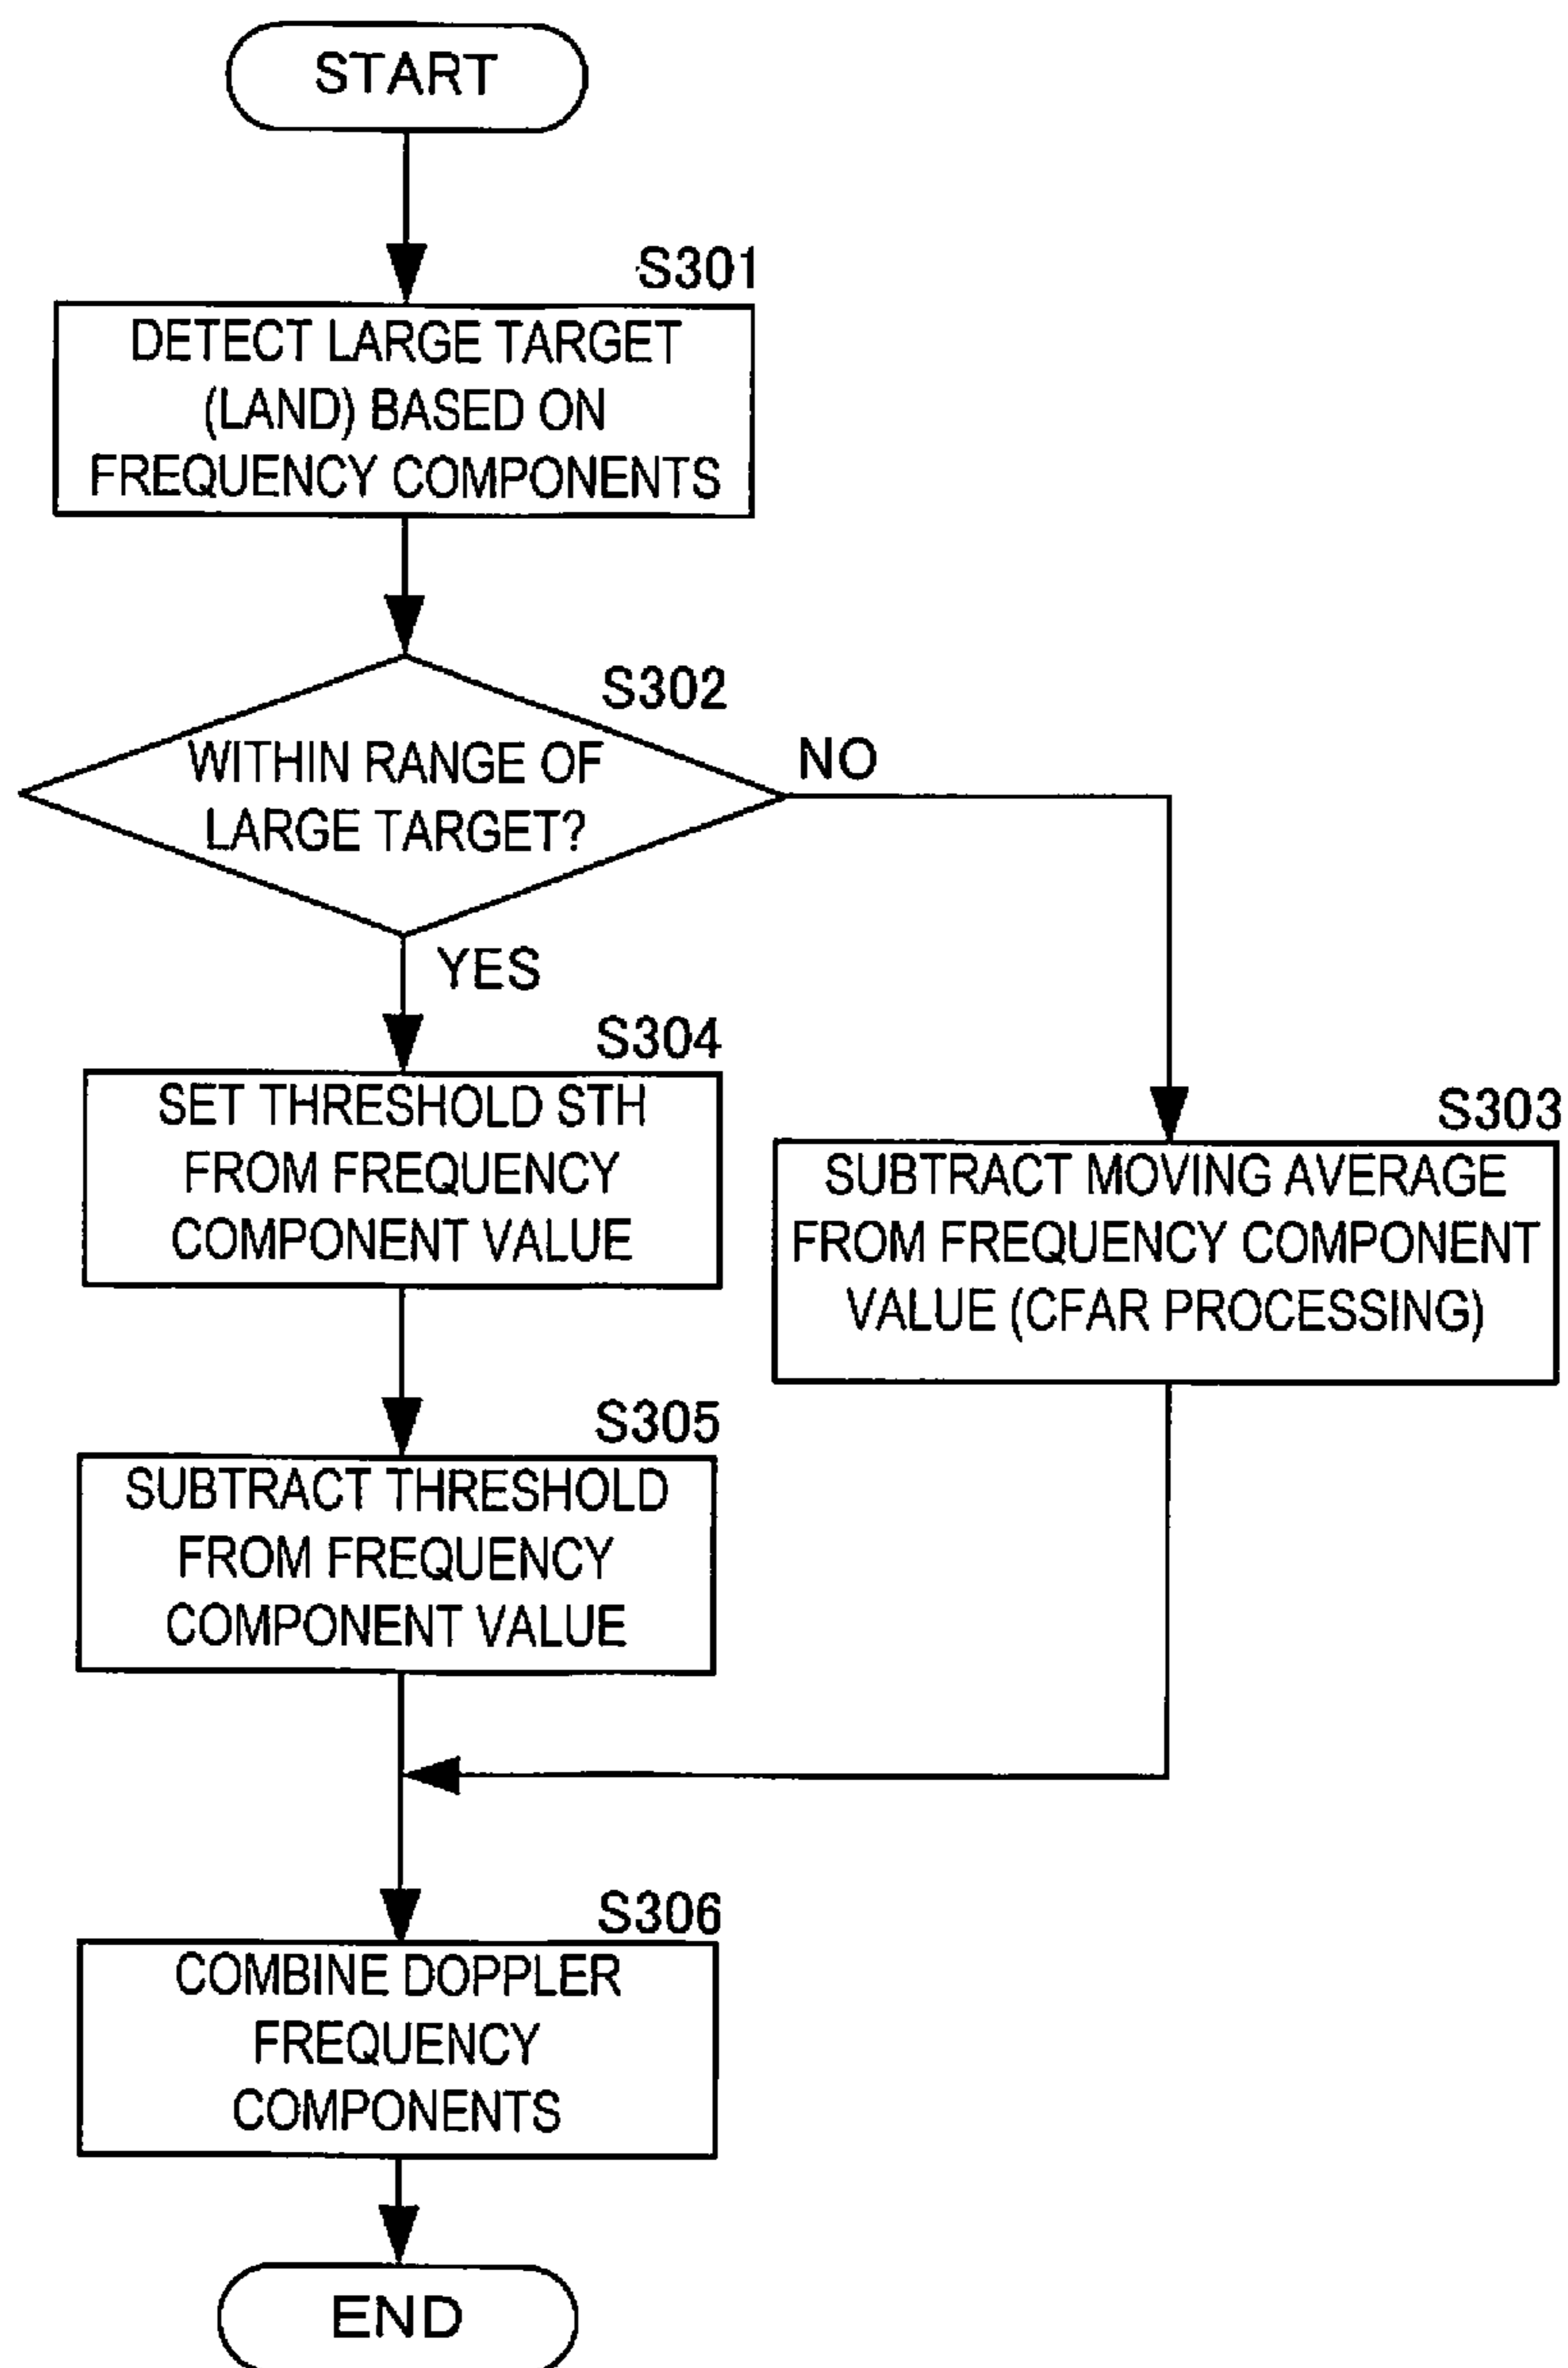 START
S301
DETECT LARGE TARGET
(LAND) BASED ON
FREQUENCY COMPONENTS
S302
WITHIN RANGE OF
LARGE TARGET?
NO
YES
S304
SET THRESHOLD STH
FROM FREQUENCY
COMPONENT VALUE
S303
SUBTRACT MOVING AVERAGE
FROM FREQUENCY COMPONENT
VALUE (CFAR PROCESSING)
S305
SUBTRACT THRESHOLD
FROM FREQUENCY
COMPONENT VALUE
S306
COMBINE DOPPLER
FREQUENCY
COMPONENTS
END